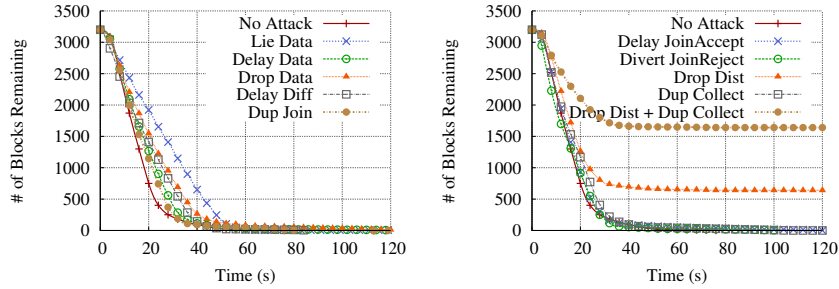 # of Blocks Remaining
3500
3000
2500
2000
1500
1000
500
0
0 20 40 60 80 100 120
Time (s)
No Attack
Lie Data
Delay Data
Drop Data
Delay Diff
Dup Join
# of Blocks Remaining
3500
3000
2500
2000
1500
1000
500
0
0 20 40 60 80 100 120
Time (s)
No Attack
Delay JoinAccept
Divert JoinReject
Drop Dist
Dup Collect
Drop Dist + Dup Collect